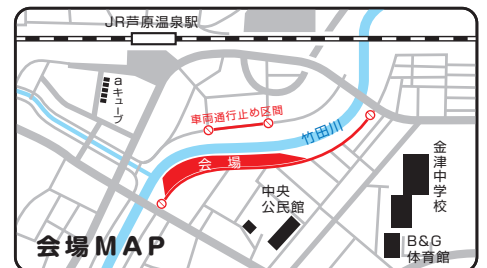 JR芦原温泉駅
aキューブ
車両通行止め区間
竹田川
会場
中央
公民館
金津中学校
B&G
体育館
会場MAP